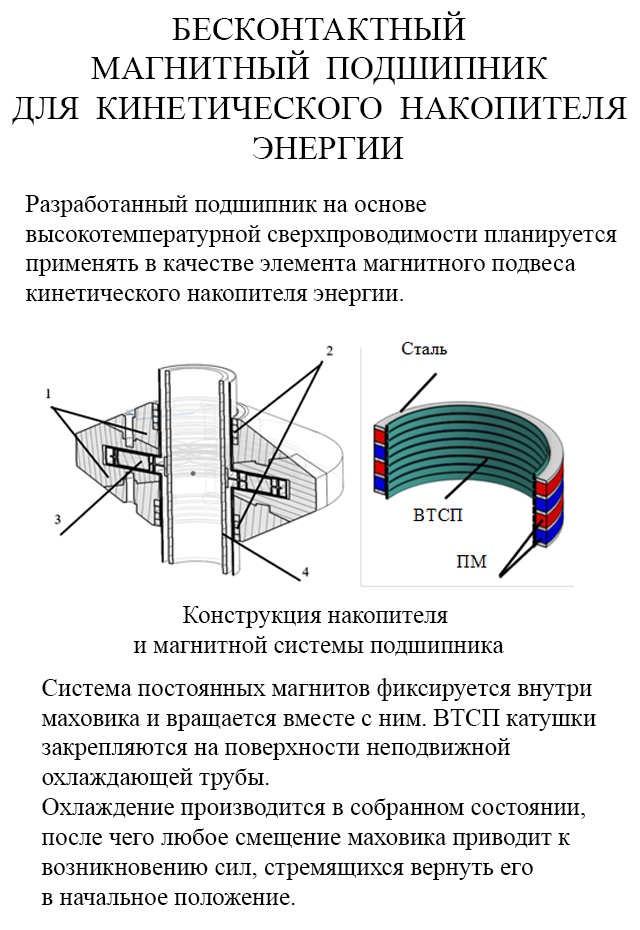 БЕСКОНТАКТНЫЙ
МАГНИТНЫЙ ПОДШИПНИК
ДЛЯ КИНЕТИЧЕСКОГО НАКОПИТЕЛЯ
ЭНЕРГИИ
Разработанный подшипник на основе
высокотемпературной сверхпроводимости планируется
применять в качестве элемента магнитного подвеса
кинетического накопителя энергии.
1
2
3
4
Сталь
ВТСП
ПМ
Конструкция накопителя
и магнитной системы подшипника
Система постоянных магнитов фиксируется внутри
маховика и вращается вместе с ним. ВТСП катушки
закрепляются на поверхности неподвижной
охлаждающей трубы.
Охлаждение производится в собранном состоянии,
после чего любое смещение маховика приводит к
возникновению сил, стремящихся вернуть его
в начальное положение.